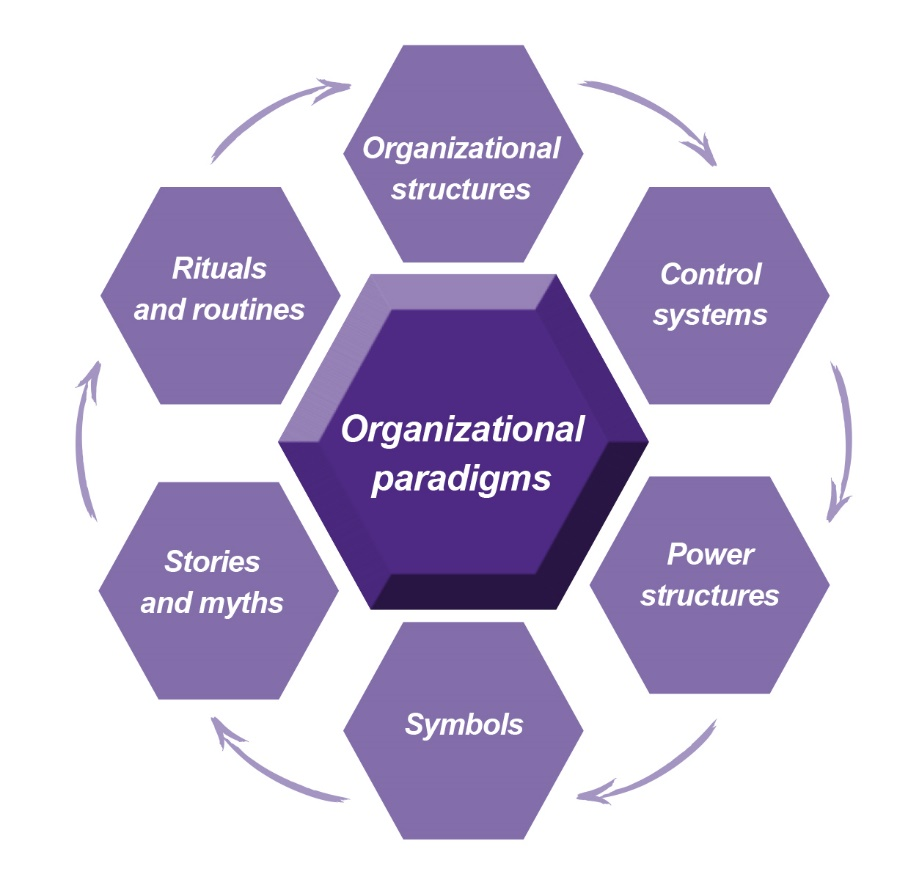 Organizational
structures
Control
systems
Power
structures
Symbols
Stories
and myths
Rituals
and routines
Organizational
paradigms